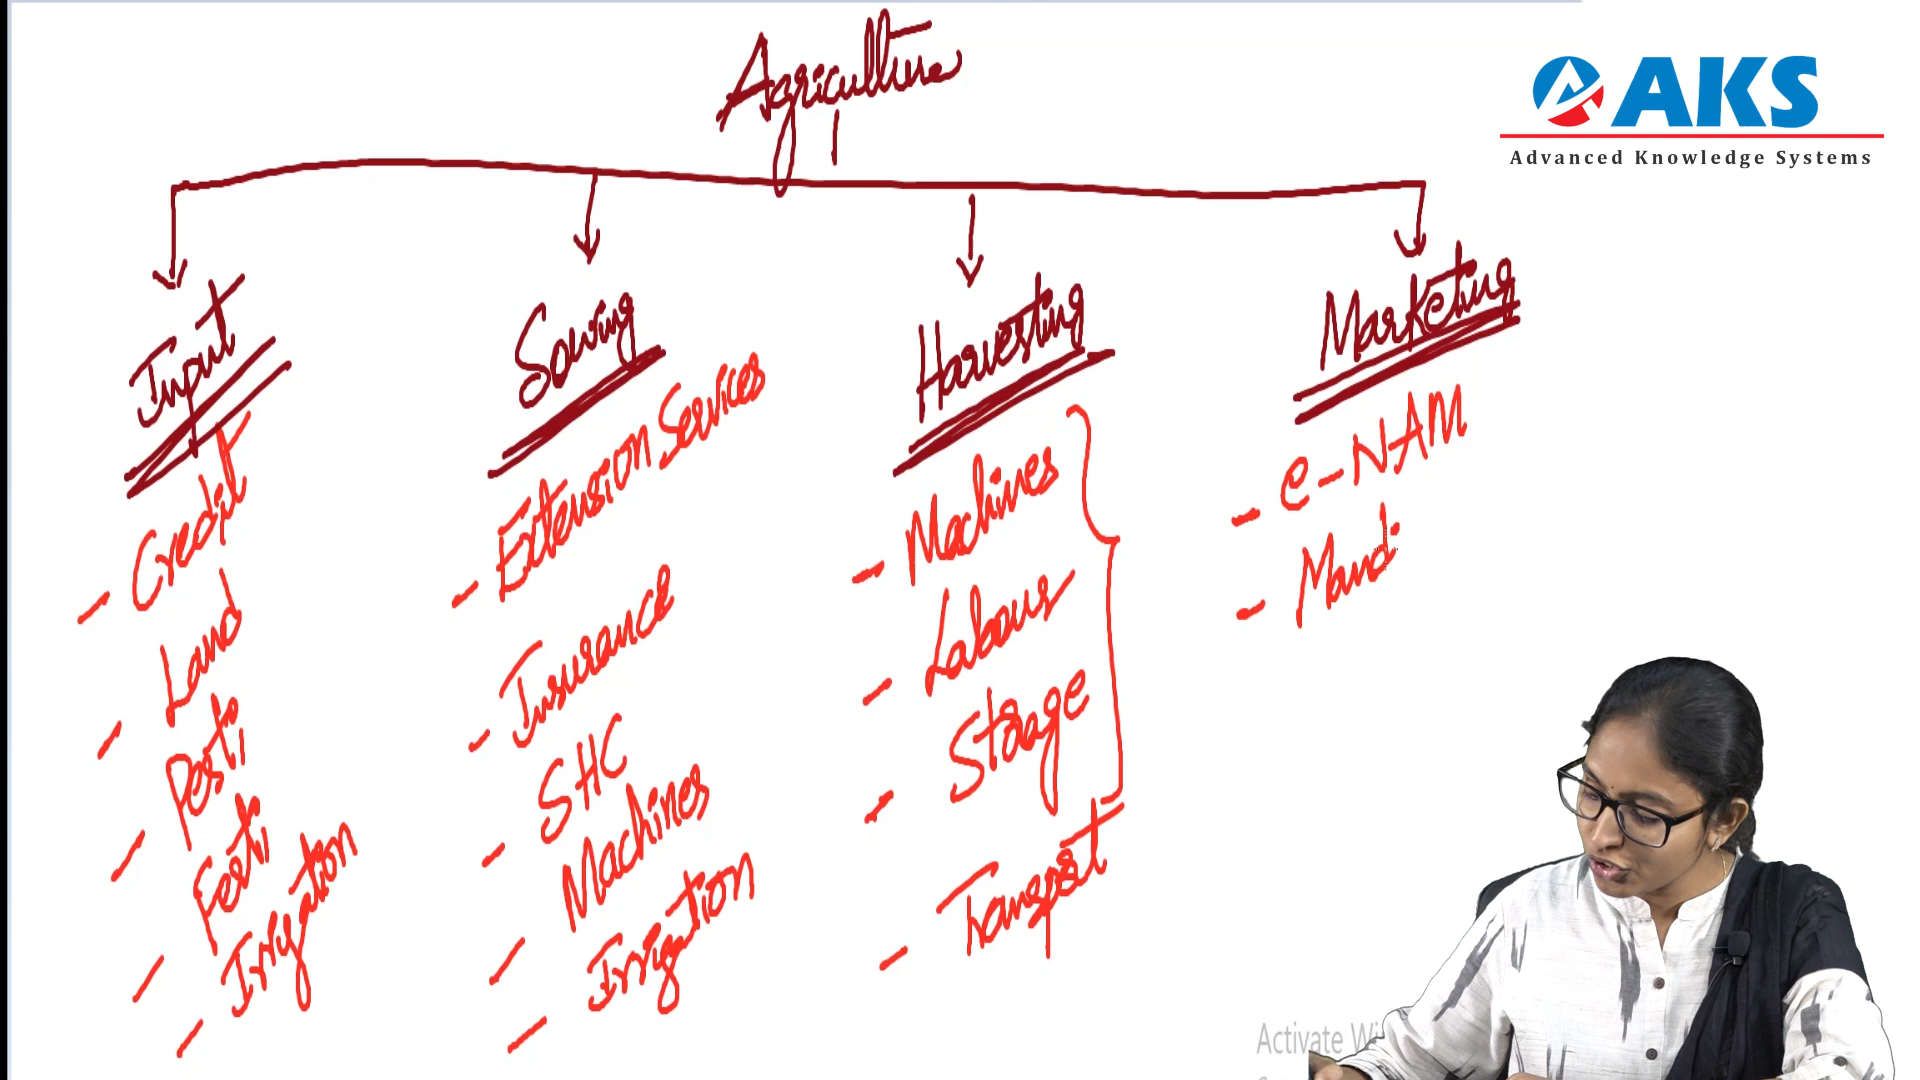 Agriculture
AKS
Advanced Knowledge Systems
Input
- Credit
- Land
- Pesti
- Ferti
- Irrigation
Sowing
- Extension Services
- Insurance
- SHC
- Machines
- Irrigation
Harvesting
- Machines
- Labour
- Storage
- Transport
Marketing
- e-NAM
- Mandi
Activate Wi